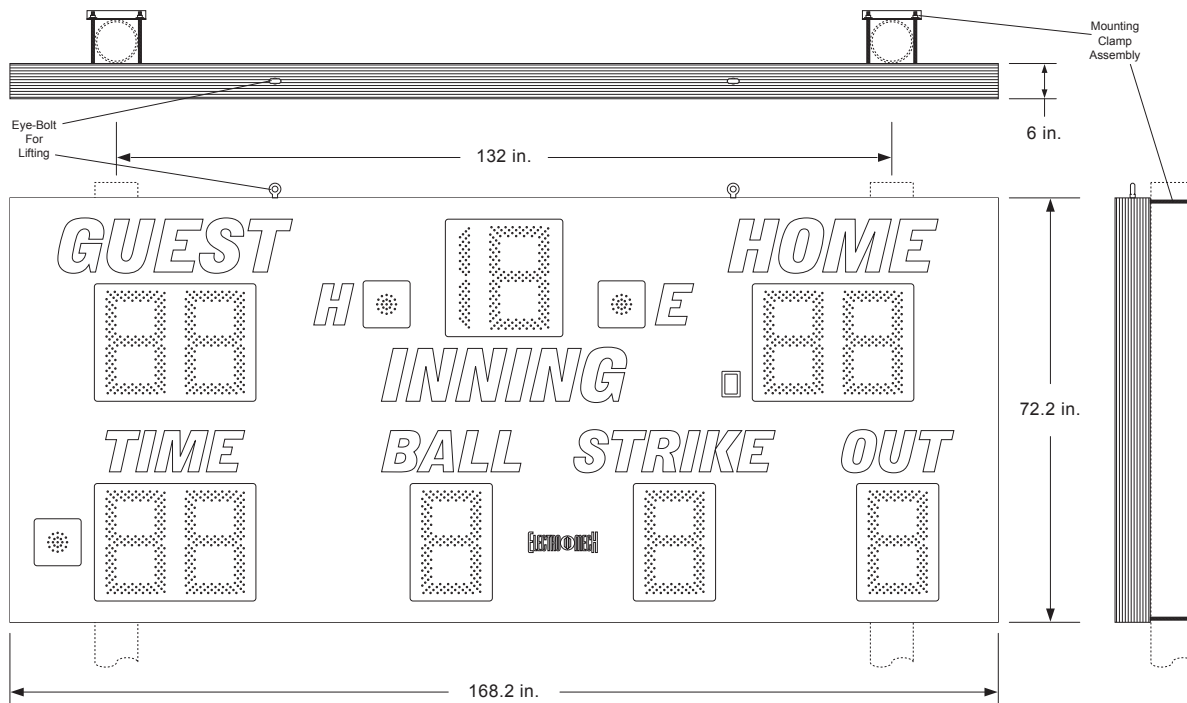 Mounting
Clamp
Assembly
6 in.
Eye-Bolt
For
Lifting
132 in.
GUEST
HOME
H
E
INNING
72.2 in.
TIME
BALL
STRIKE
OUT
ELECTRO-MECH
168.2 in.